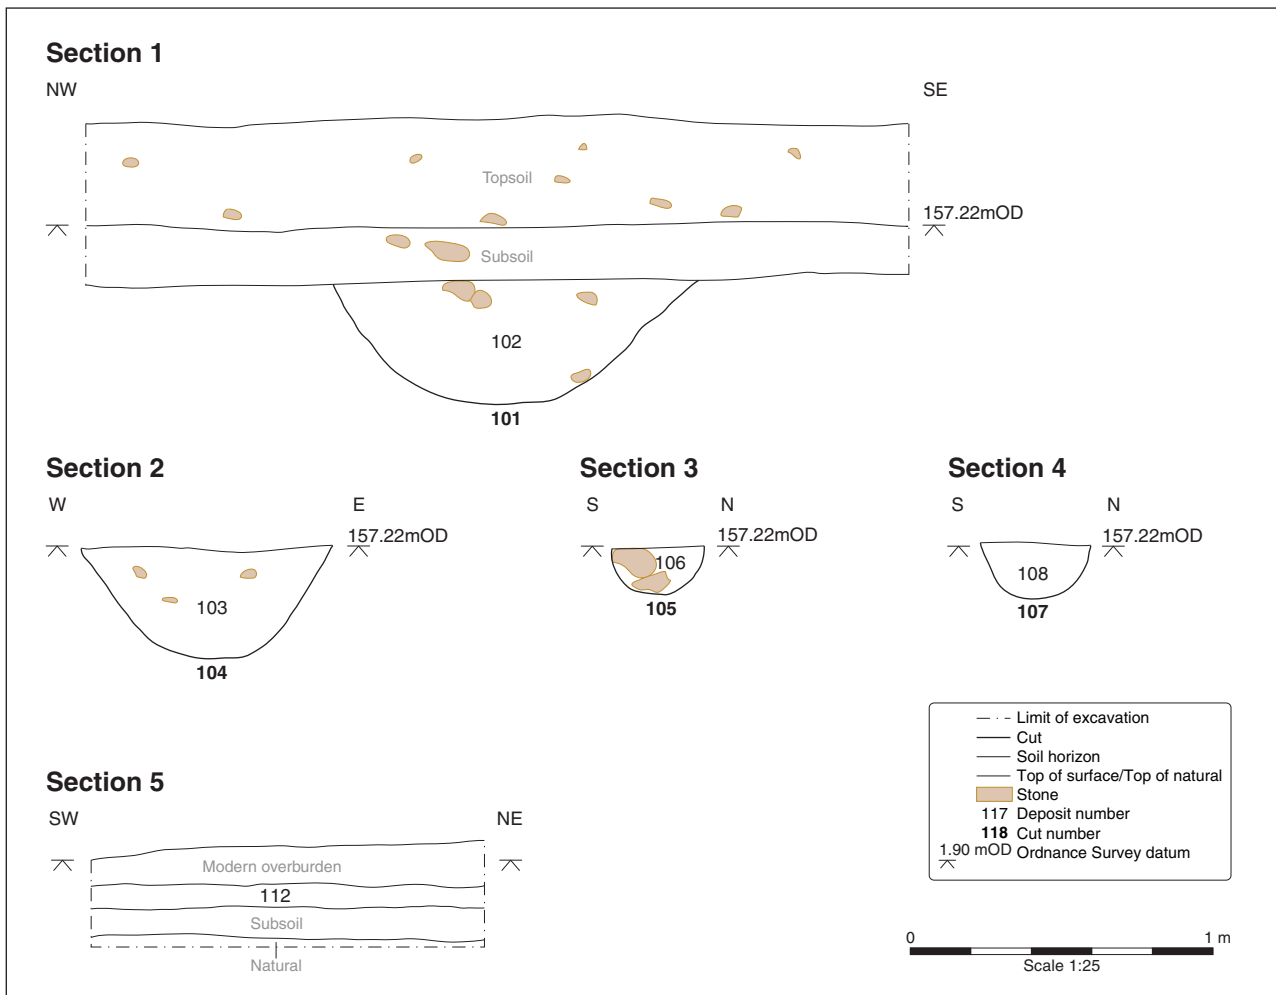 Section 1
NW SE
Topsoil
157.22mOD
Subsoil
102
101
Section 2
W E
157.22mOD
103
104
Section 3
S N
157.22mOD
106
105
Section 4
S N
157.22mOD
108
107
Section 5
SW NE
Modern overburden
112
Subsoil
Natural
Limit of excavation
Cut
Soil horizon
Top of surface/Top of natural
Stone
117 Deposit number
118 Cut number
1.90 mOD Ordnance Survey datum
0 1 m
Scale 1:25